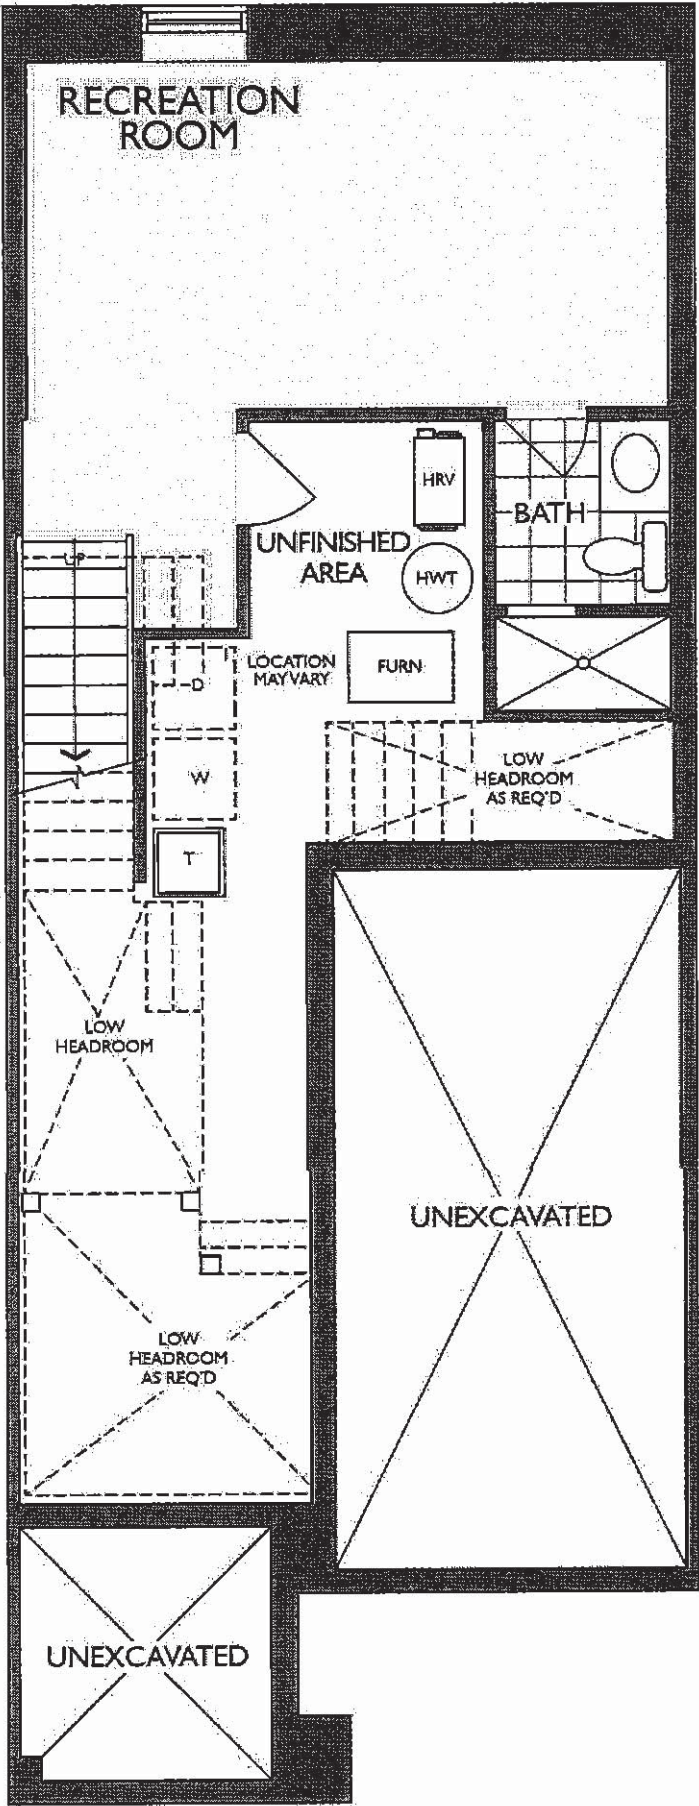 RECREATION
ROOM
HRV
BATH
UNFINISHED
AREA
HWT
UP
LOCATION
MAY VARY
FURN
D
W
LOW
HEADROOM
AS REQ'D
T
LOW
HEADROOM
UNEXCAVATED
LOW
HEADROOM
AS REQ'D
UNEXCAVATED